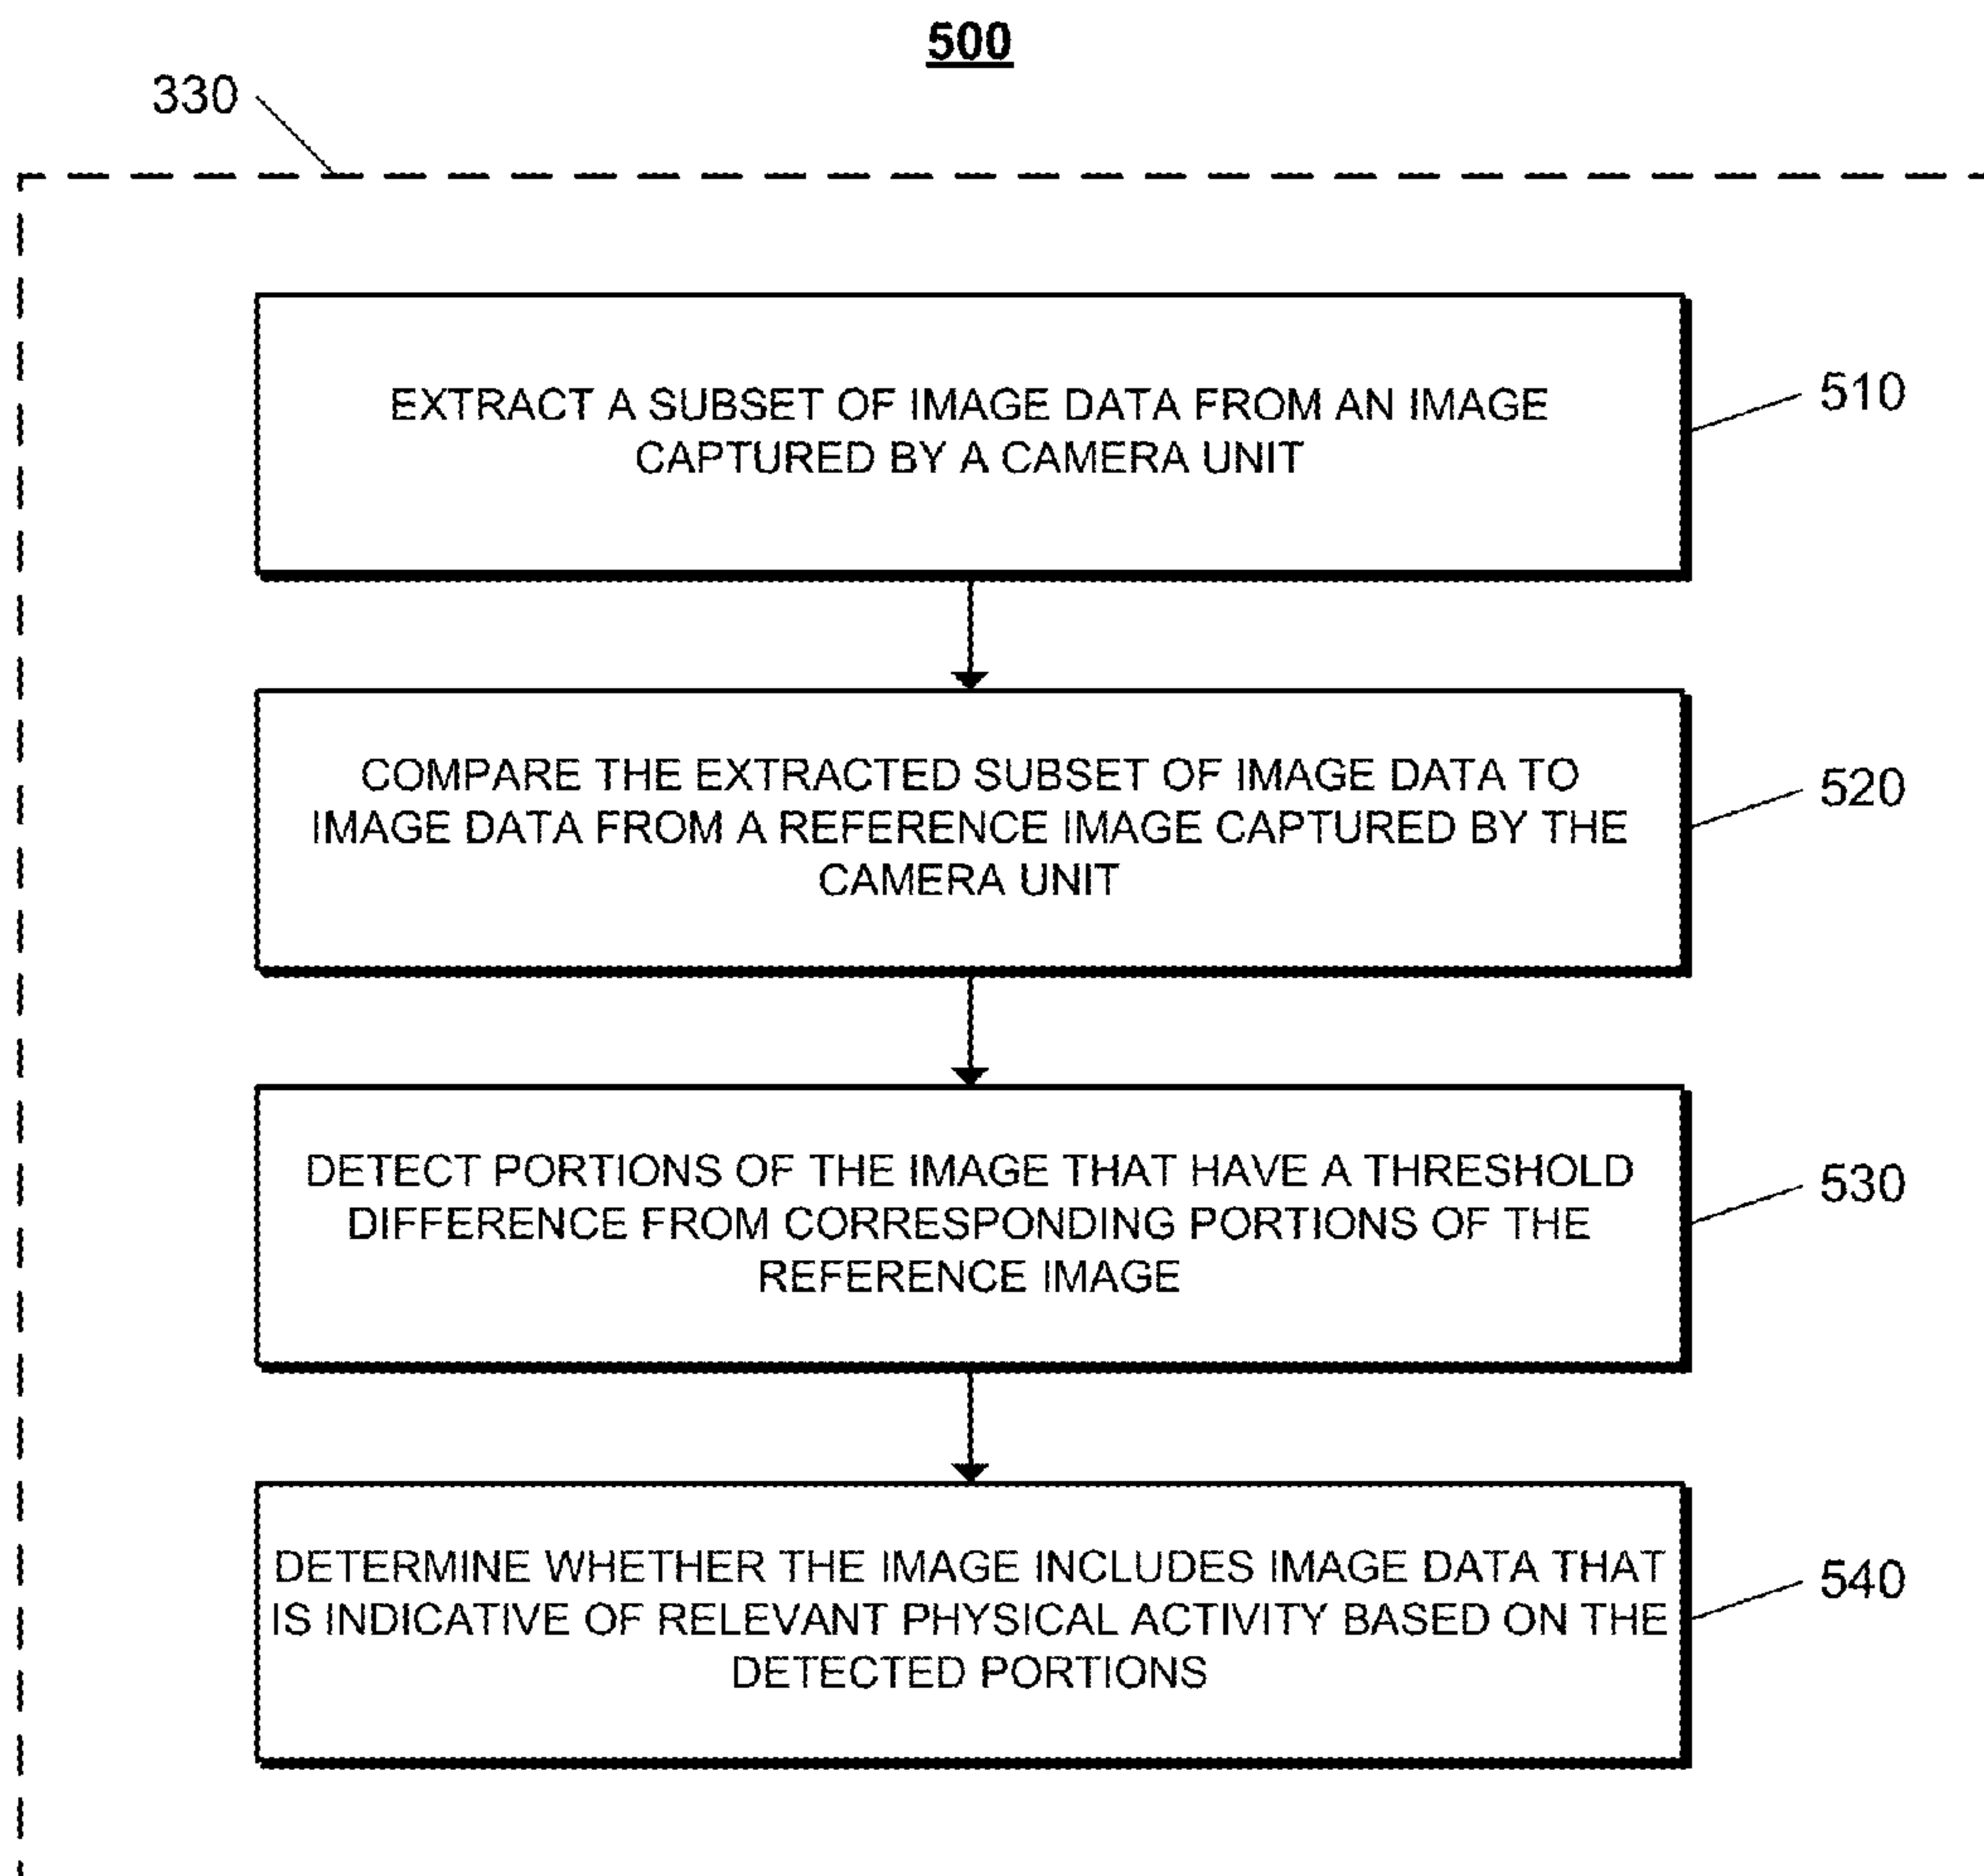 500
330
EXTRACT A SUBSET OF IMAGE DATA FROM AN IMAGE
CAPTURED BY A CAMERA UNIT
510
COMPARE THE EXTRACTED SUBSET OF IMAGE DATA TO
IMAGE DATA FROM A REFERENCE IMAGE CAPTURED BY THE
CAMERA UNIT
520
DETECT PORTIONS OF THE IMAGE THAT HAVE A THRESHOLD
DIFFERENCE FROM CORRESPONDING PORTIONS OF THE
REFERENCE IMAGE
530
DETERMINE WHETHER THE IMAGE INCLUDES IMAGE DATA THAT
IS INDICATIVE OF RELEVANT PHYSICAL ACTIVITY BASED ON THE
DETECTED PORTIONS
540